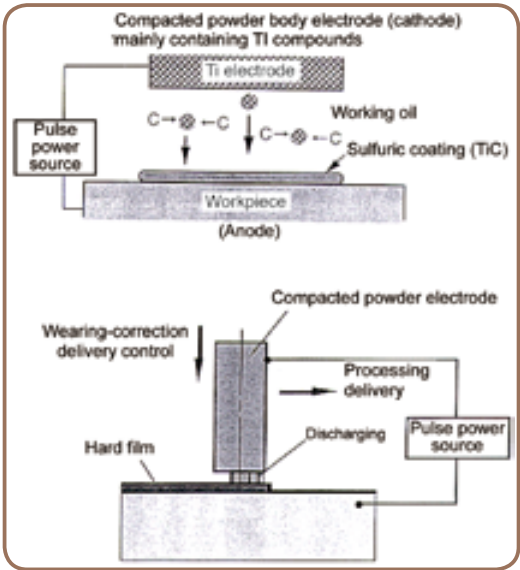 Compacted powder body electrode (cathode)
mainly containing TI compounds
Ti electrode
C→ ←C
Working oil
C→ ←C
Pulse
power
source
Sulfuric coating (TiC)
Workpiece
(Anode)
Compacted powder electrode
Wearing-correction
delivery control
Processing
delivery
Discharging
Pulse power
source
Hard film